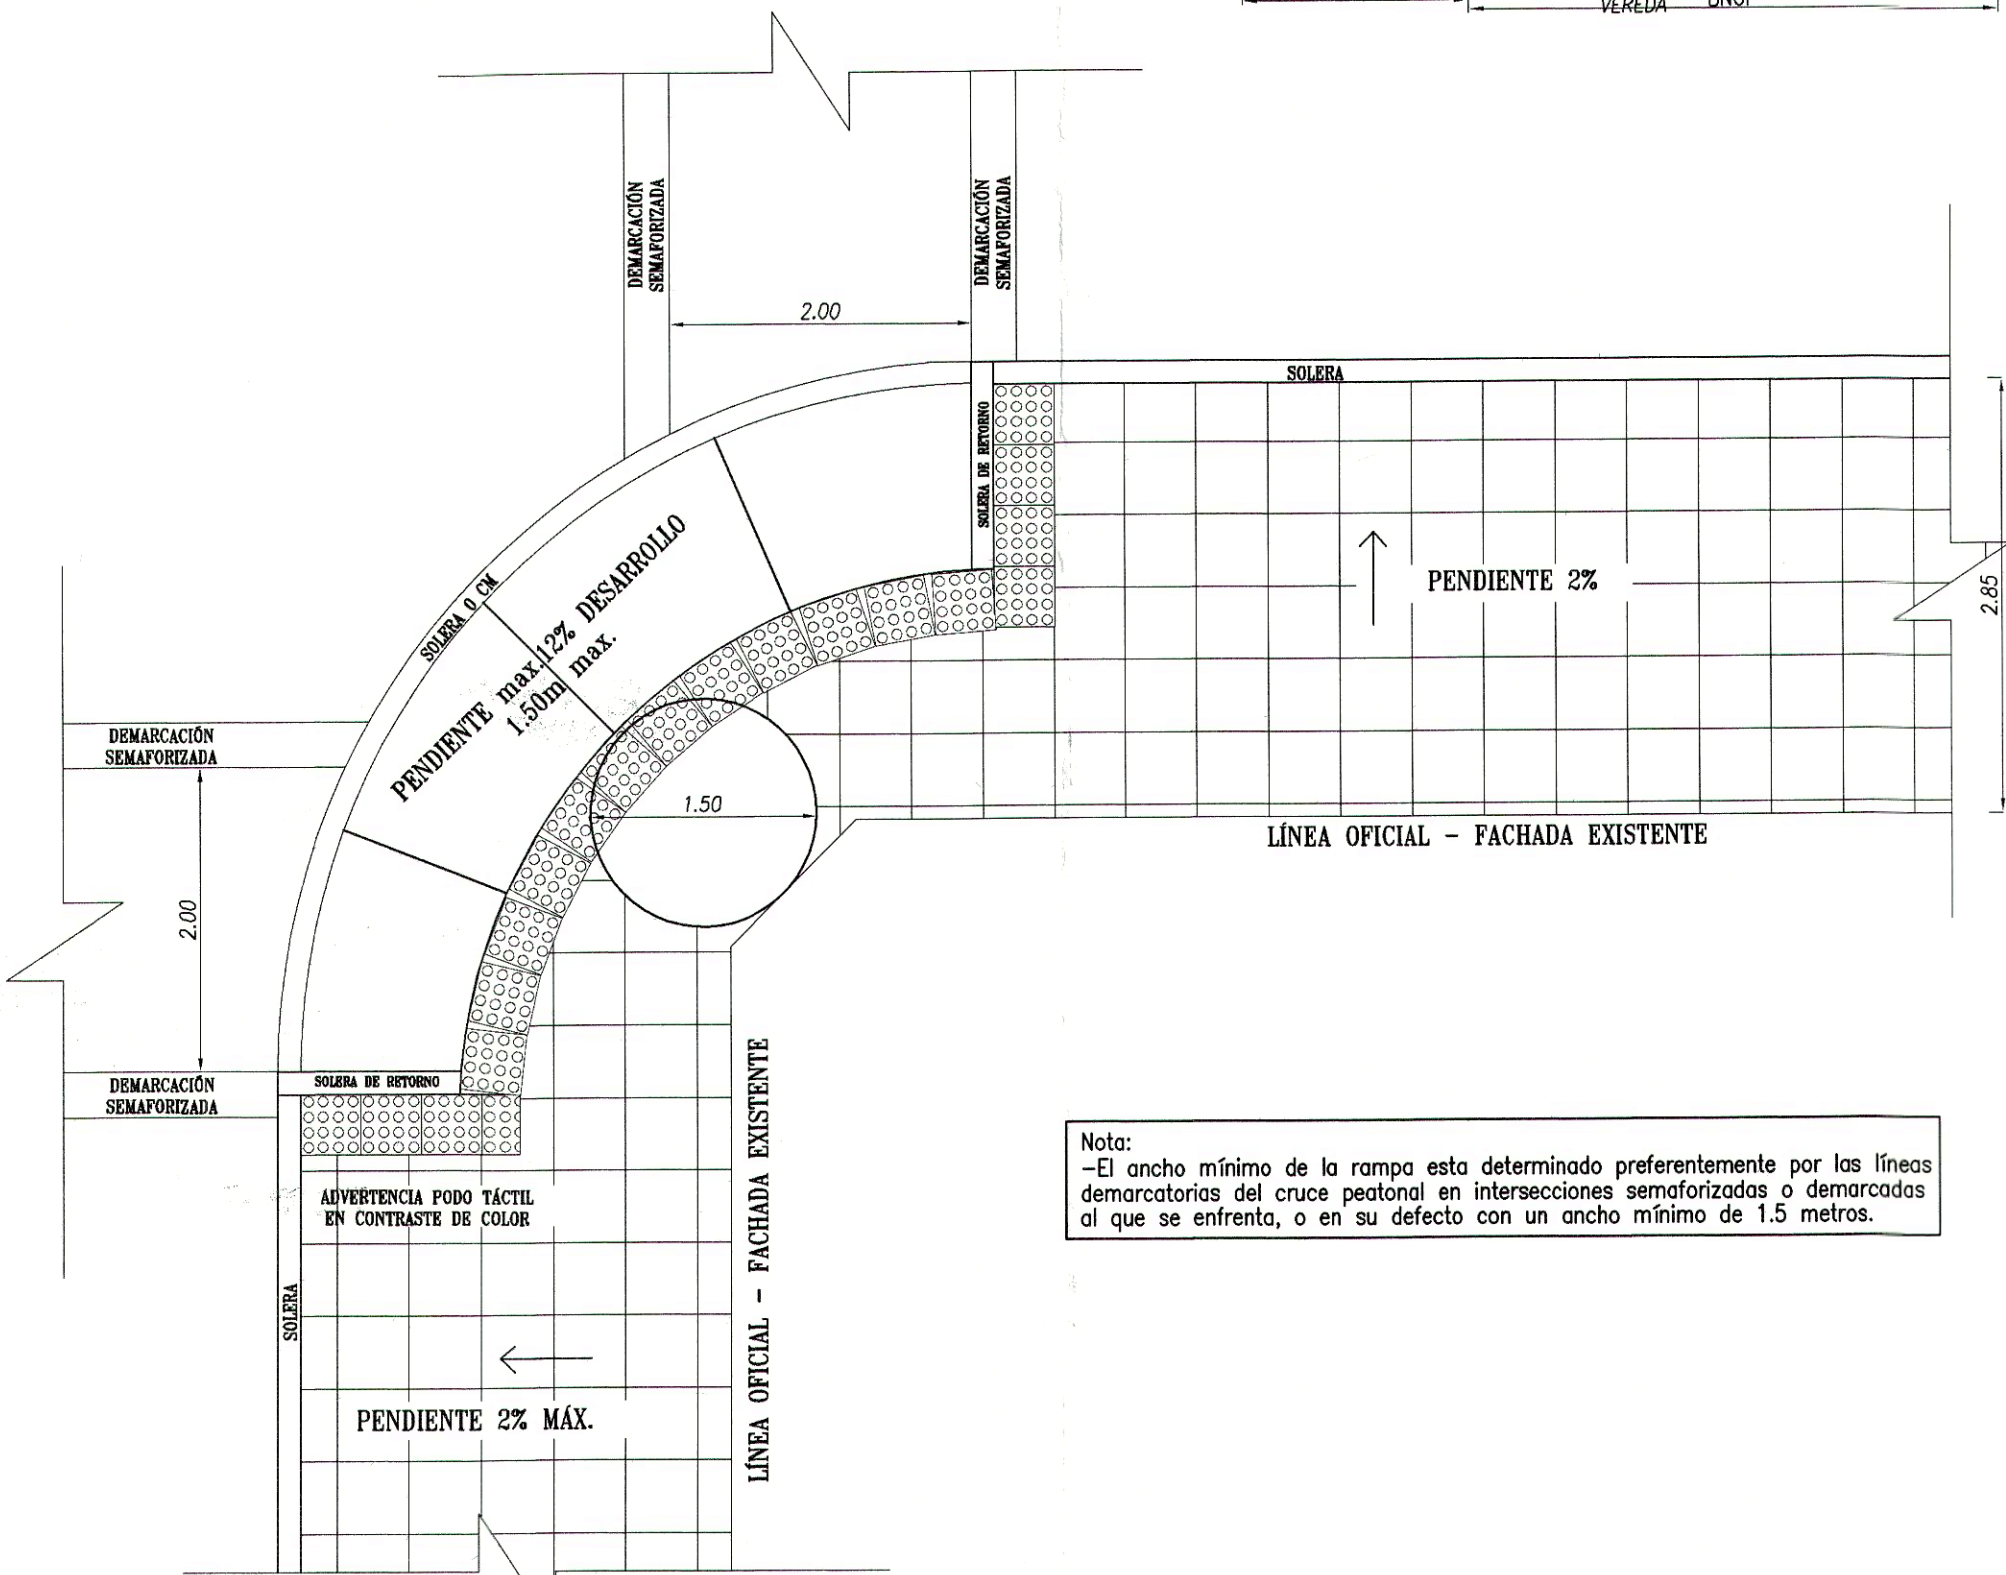 VEREDA
DEMARCACIÓN
SEMAFORIZADA
DEMARCACIÓN
SEMAFORIZADA
2.00
SOLERA
SOLERA DE RETORNO
SOLERA 0 CM
PENDIENTE max.12% DESARROLLO
1.50m max.
PENDIENTE 2%
2.85
DEMARCACIÓN
SEMAFORIZADA
1.50
LÍNEA OFICIAL - FACHADA EXISTENTE
2.00
DEMARCACIÓN
SEMAFORIZADA
SOLERA DE RETORNO
ADVERTENCIA PODO TÁCTIL
EN CONTRASTE DE COLOR
LÍNEA OFICIAL - FACHADA EXISTENTE
SOLERA
PENDIENTE 2% MÁX.
Nota:
-El ancho mínimo de la rampa esta determinado preferentemente por las líneas
demarcatorias del cruce peatonal en intersecciones semaforizadas o demarcadas
al que se enfrenta, o en su defecto con un ancho mínimo de 1.5 metros.